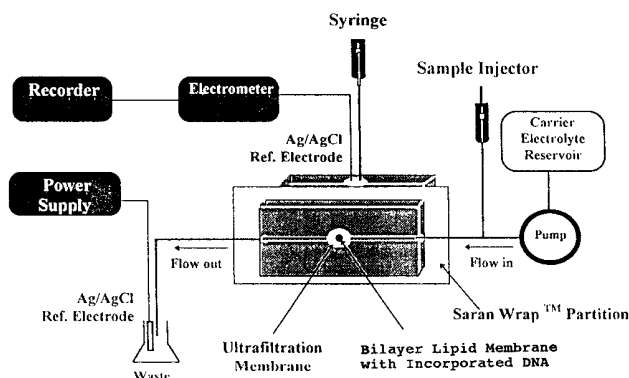 Syringe
Sample Injector
Recorder
Electrometer
Carrier
Electrolyte
Reservoir
Ag/AgCl
Ref. Electrode
Power
Supply
Pump
Flow out
Flow in
Ag/AgCl
Ref. Electrode
Saran Wrap ™ Partition
Ultrafiltration
Membrane
Bilayer Lipid Membrane
with Incorporated DNA
Waste